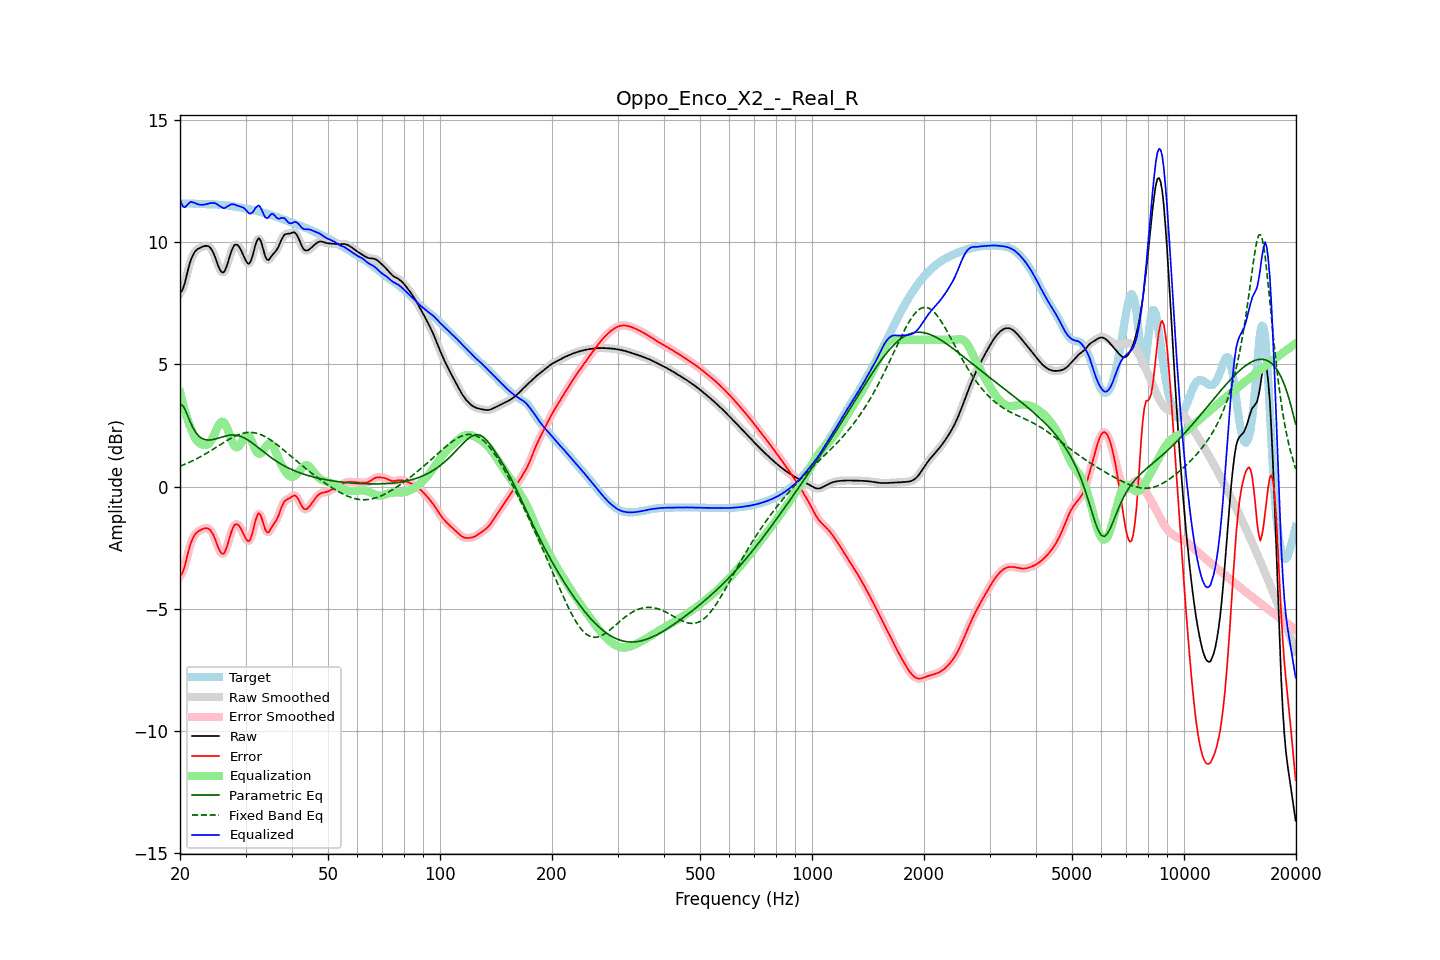 Oppo_Enco_X2_-_Real_R
Amplitude (dBr)
15
10
5
0
−5
−10
−15
Target
Raw Smoothed
Error Smoothed
Raw
Error
Equalization
Parametric Eq
Fixed Band Eq
Equalized
20 50 100 200 500 1000 2000 5000 10000 20000
Frequency (Hz)